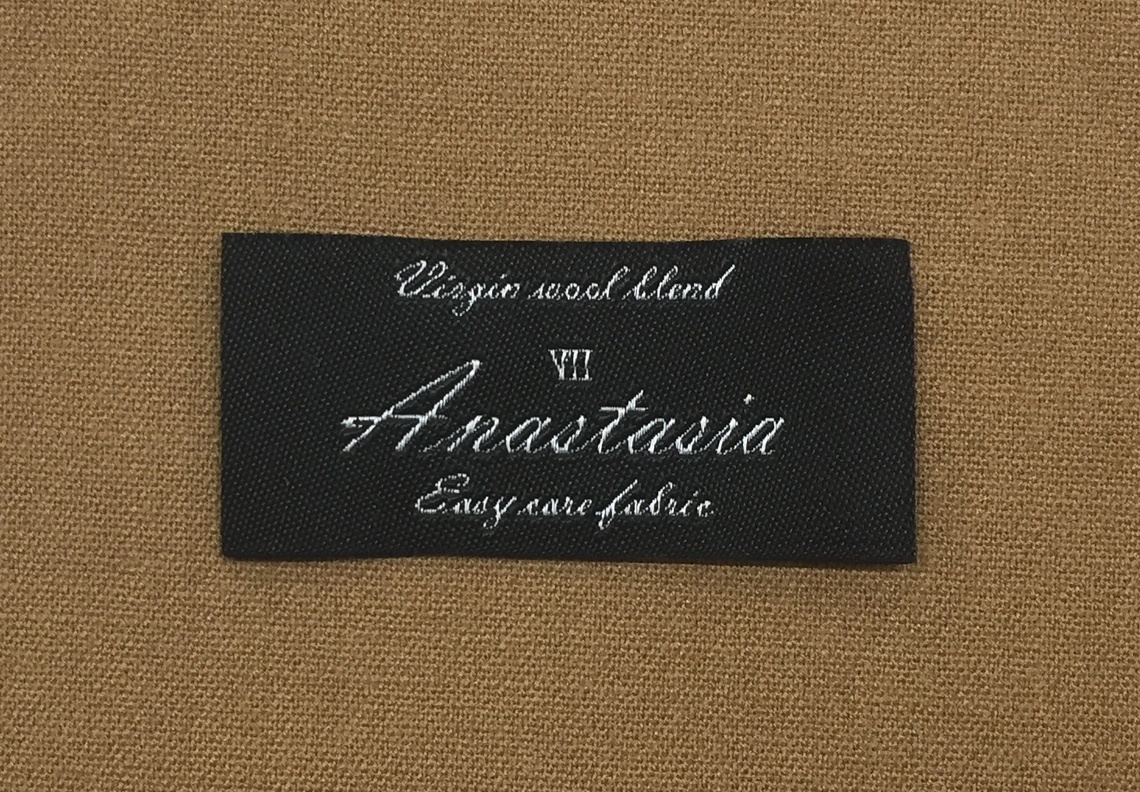 Virgin wool blend
VII
Anastasia
Easy care fabric